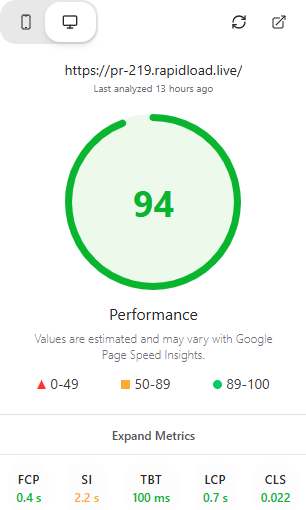 https://pr-219.rapidload.live/
Last analyzed 13 hours ago
94
Performance
Values are estimated and may vary with Google
Page Speed Insights.
0-49 50-89 89-100
Expand Metrics
FCP SI TBT LCP CLS
0.4 s 2.2 s 100 ms 0.7 s 0.022